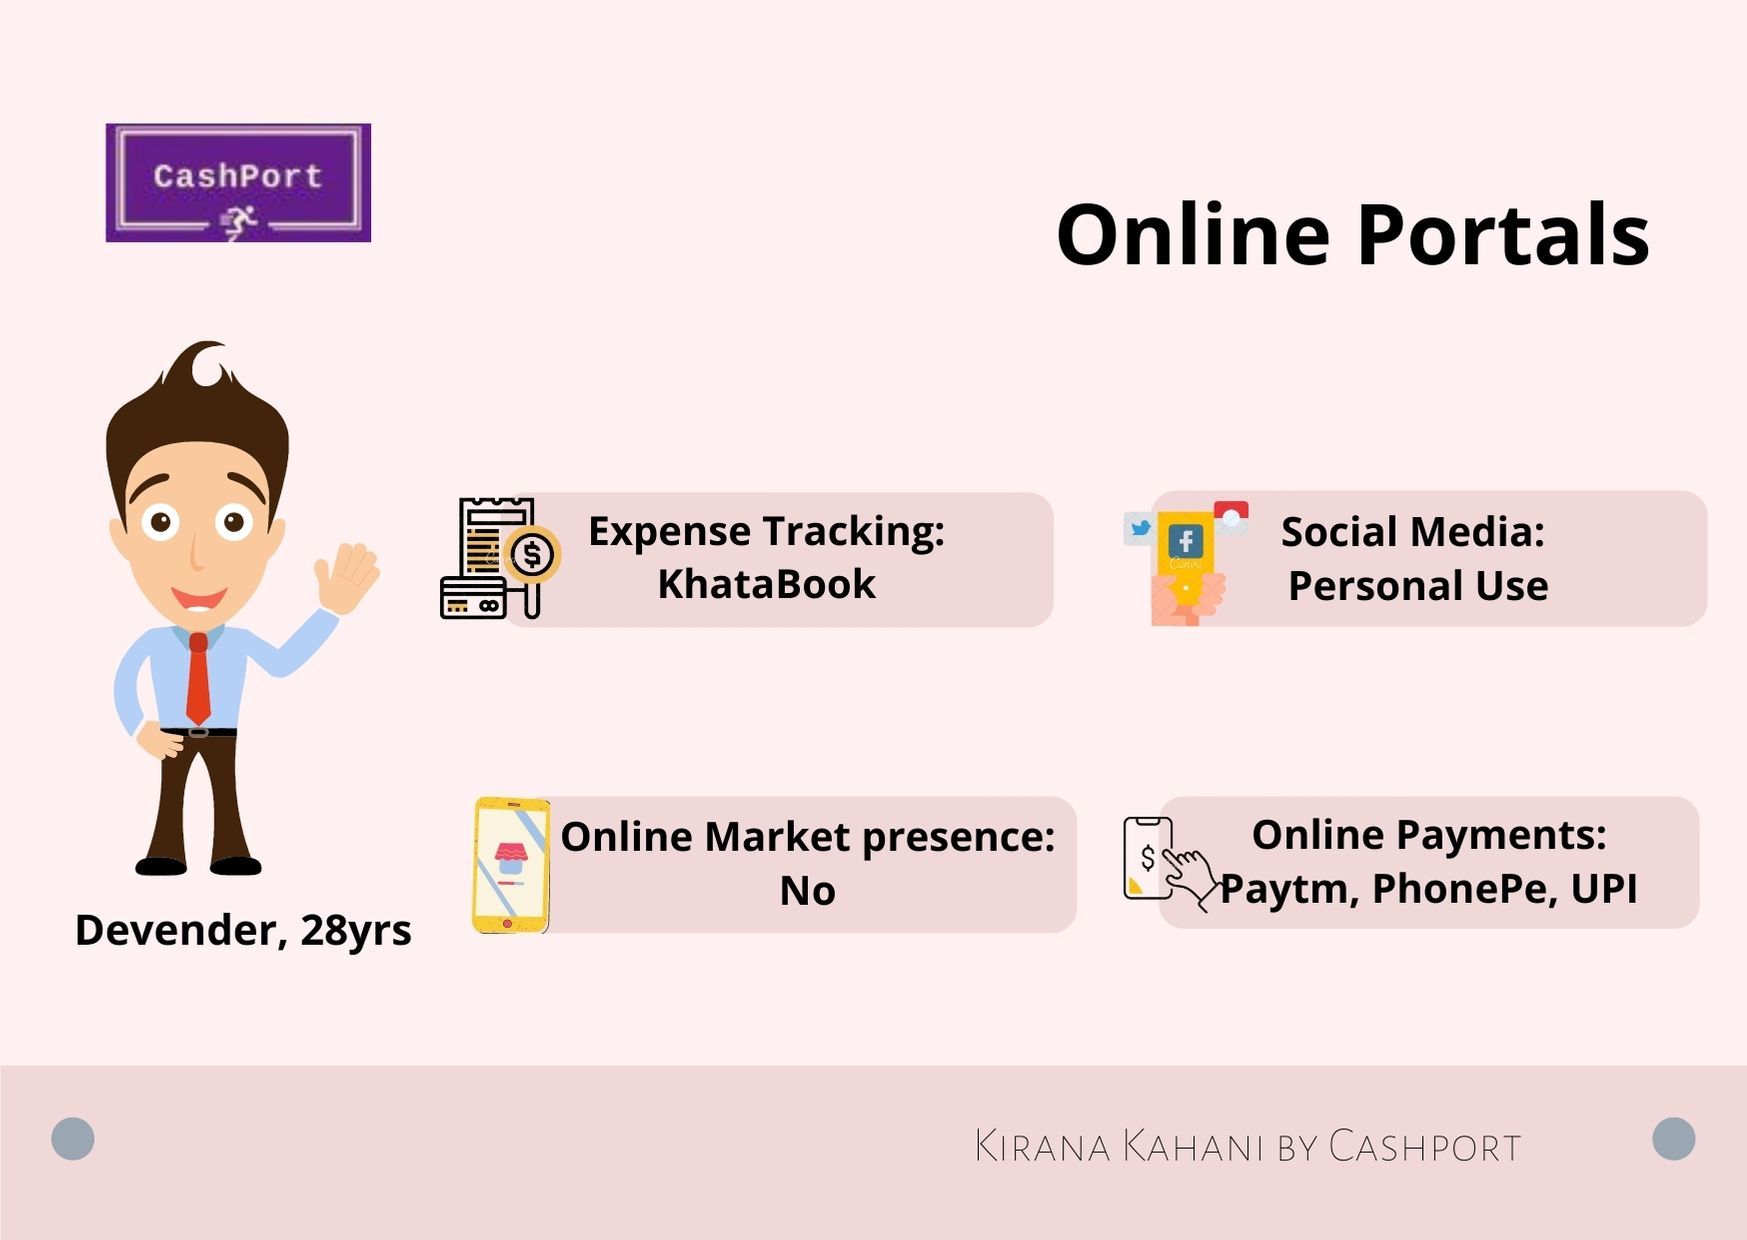 CashPort
Online Portals
Expense Tracking:
KhataBook
Social Media:
Personal Use
Online Market presence:
No
Online Payments:
Paytm, PhonePe, UPI
Devender, 28yrs
Kirana Kahani by Cashport